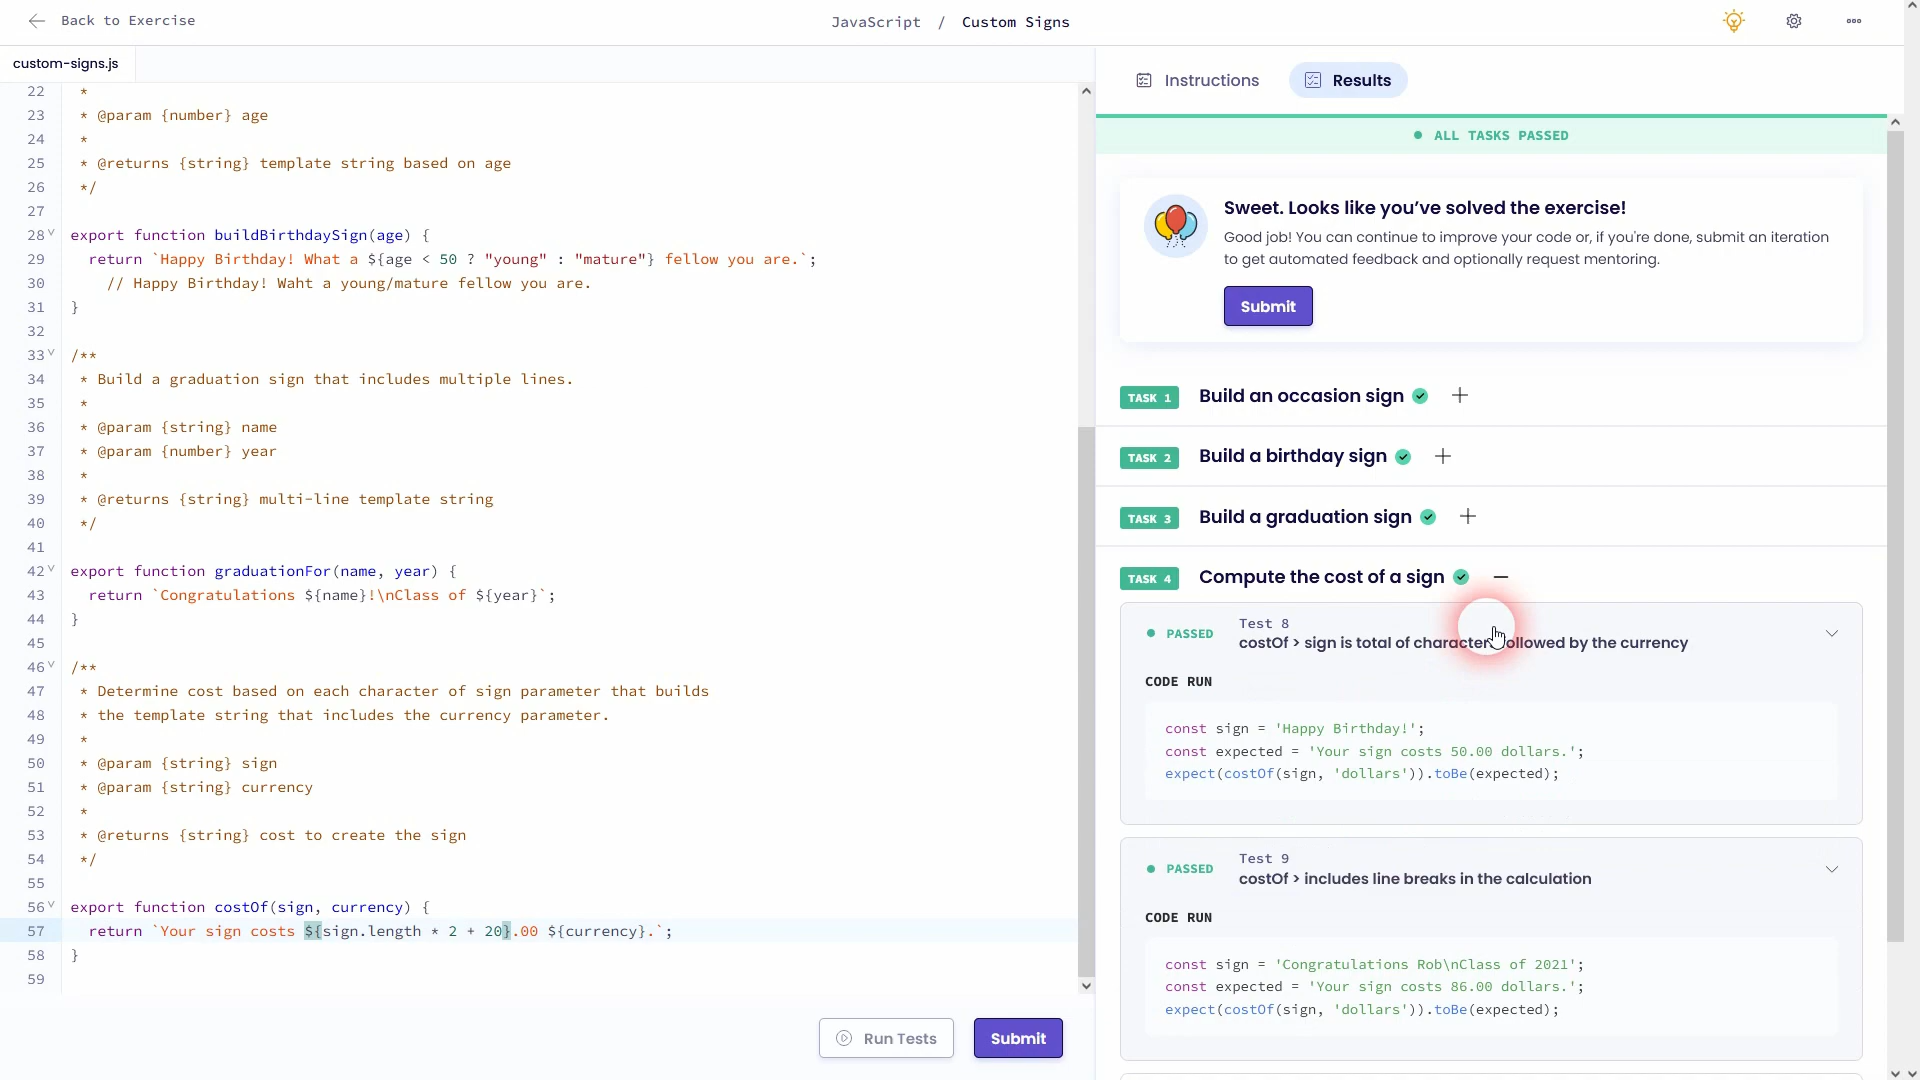 Back to Exercise
JavaScript / Custom Signs
custom-signs.js
22 *
23 * @param {number} age
24 *
25 * @returns {string} template string based on age
26 */
27
28 export function buildBirthdaySign(age) {
29 return `Happy Birthday! What a ${age < 50 ? "young" : "mature"} fellow you are.`;
30 // Happy Birthday! Waht a young/mature fellow you are.
31 }
32
33 /**
34 * Build a graduation sign that includes multiple lines.
35 *
36 * @param {string} name
37 * @param {number} year
38 *
39 * @returns {string} multi-line template string
40 */
41
42 export function graduationFor(name, year) {
43 return `Congratulations ${name}!\nClass of ${year}`;
44 }
45
46 /**
47 * Determine cost based on each character of sign parameter that builds
48 * the template string that includes the currency parameter.
49 *
50 * @param {string} sign
51 * @param {string} currency
52 *
53 * @returns {string} cost to create the sign
54 */
55
56 export function costOf(sign, currency) {
57 return `Your sign costs ${sign.length * 2 + 20}.00 ${currency}.`;
58 }
59
Run Tests
Submit
Instructions
Results
ALL TASKS PASSED
Sweet. Looks like you’ve solved the exercise!
Good job! You can continue to improve your code or, if you're done, submit an iteration
to get automated feedback and optionally request mentoring.
Submit
TASK 1 Build an occasion sign
TASK 2 Build a birthday sign
TASK 3 Build a graduation sign
TASK 4 Compute the cost of a sign
Test 8
PASSED
costOf > sign is total of characters followed by the currency
CODE RUN
const sign = 'Happy Birthday!';
const expected = 'Your sign costs 50.00 dollars.';
expect(costOf(sign, 'dollars')).toBe(expected);
Test 9
PASSED
costOf > includes line breaks in the calculation
CODE RUN
const sign = 'Congratulations Rob\nClass of 2021';
const expected = 'Your sign costs 86.00 dollars.';
expect(costOf(sign, 'dollars')).toBe(expected);